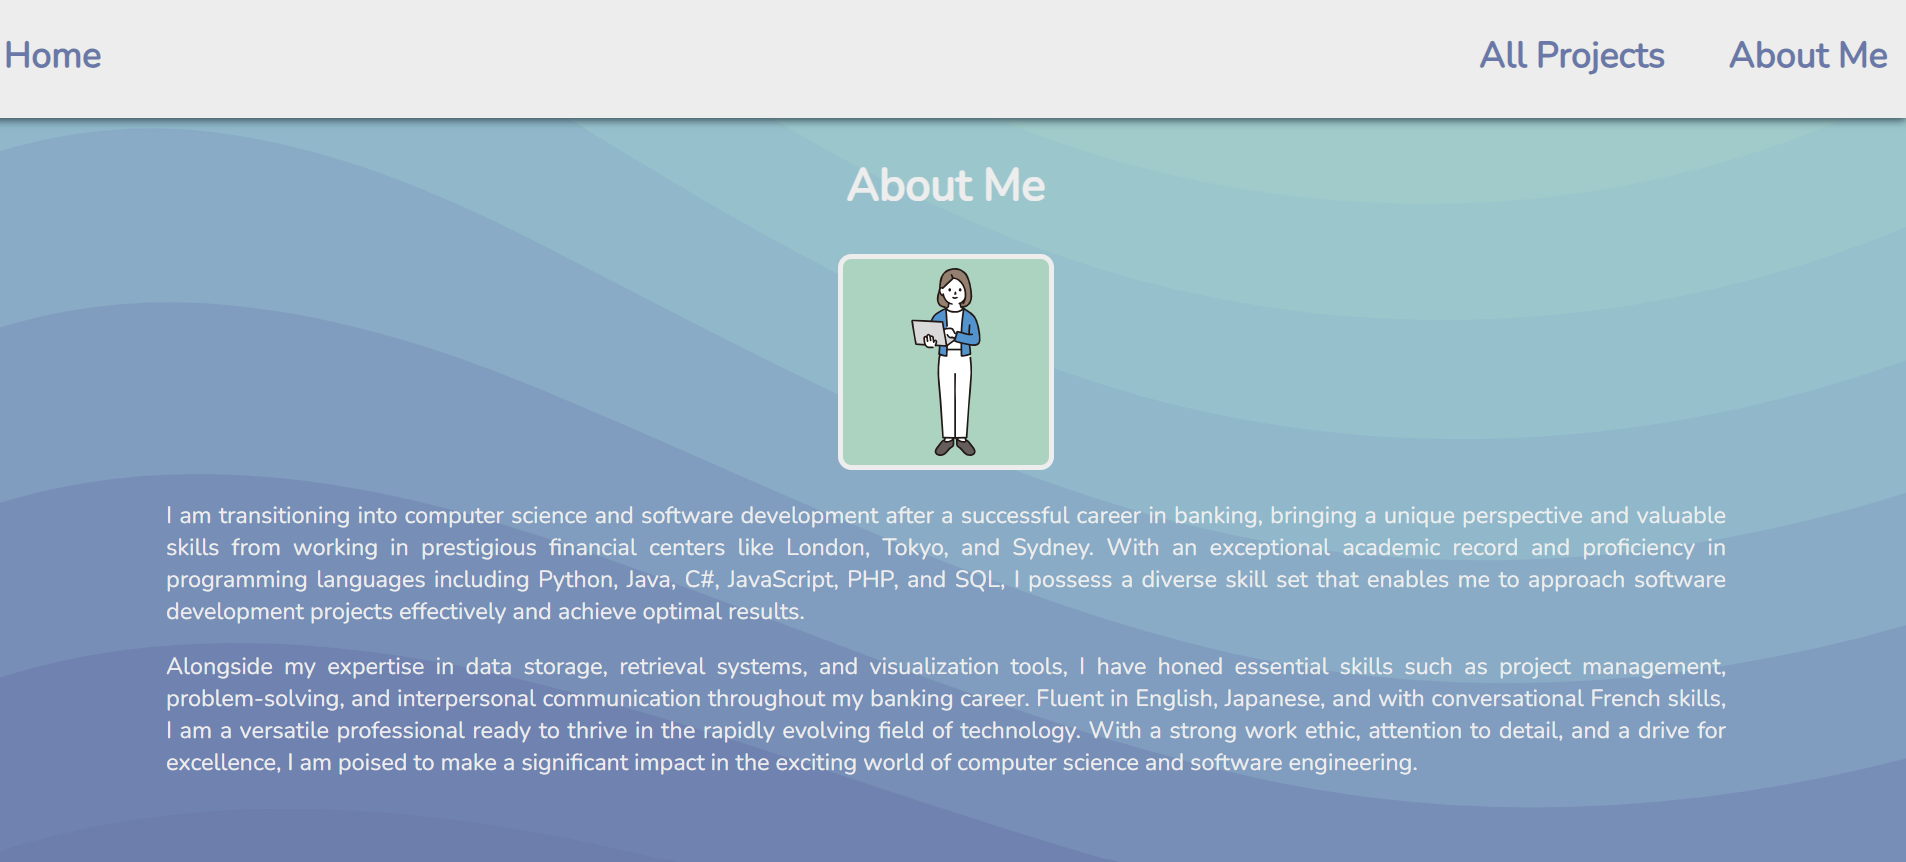 Home
All Projects
About Me
About Me
I am transitioning into computer science and software development after a successful career in banking, bringing a unique perspective and valuable
skills from working in prestigious financial centers like London, Tokyo, and Sydney. With an exceptional academic record and proficiency in
programming languages including Python, Java, C#, JavaScript, PHP, and SQL, I possess a diverse skill set that enables me to approach software
development projects effectively and achieve optimal results.
Alongside my expertise in data storage, retrieval systems, and visualization tools, I have honed essential skills such as project management,
problem-solving, and interpersonal communication throughout my banking career. Fluent in English, Japanese, and with conversational French skills,
I am a versatile professional ready to thrive in the rapidly evolving field of technology. With a strong work ethic, attention to detail, and a drive for
excellence, I am poised to make a significant impact in the exciting world of computer science and software engineering.